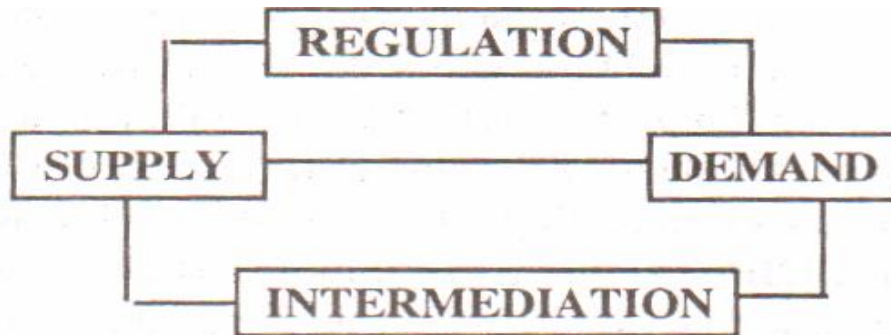 REGULATION
SUPPLY
DEMAND
INTERMEDIATION